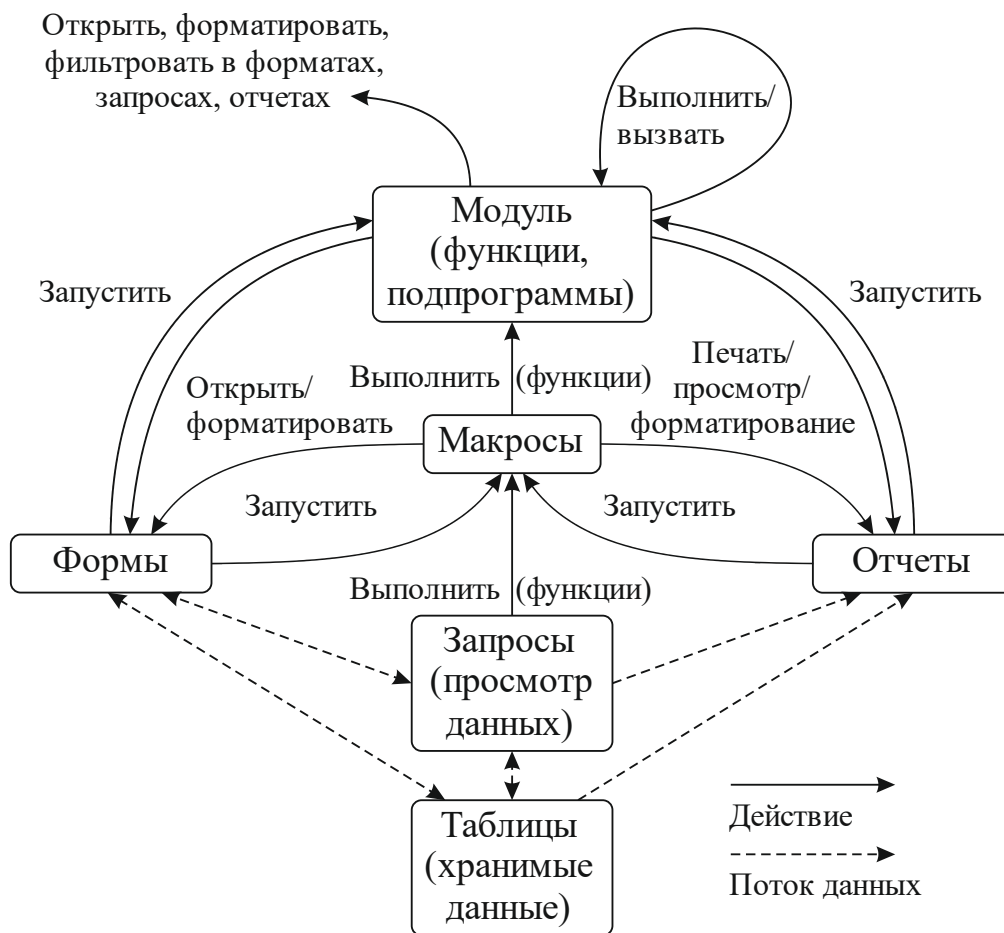 Открыть, форматировать,
фильтровать в форматах,
запросах, отчетах
Выполнить/
вызвать
Модуль
(функции,
подпрограммы)
Запустить
Запустить
Открыть/
форматировать
Выполнить (функции)
Печать/
просмотр/
форматирование
Макросы
Запустить
Запустить
Формы
Отчеты
Выполнить (функции)
Запросы
(просмотр
данных)
Таблицы
(хранимые
данные)
Действие
Поток данных